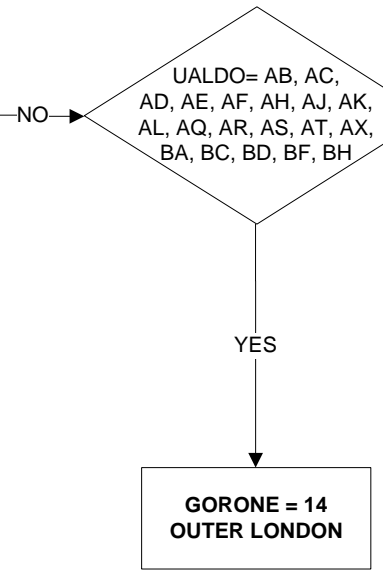 UALDO= AB, AC,
AD, AE, AF, AH, AJ, AK,
AL, AQ, AR, AS, AT, AX,
BA, BC, BD, BF, BH
NO
YES
GORONE = 14
OUTER LONDON